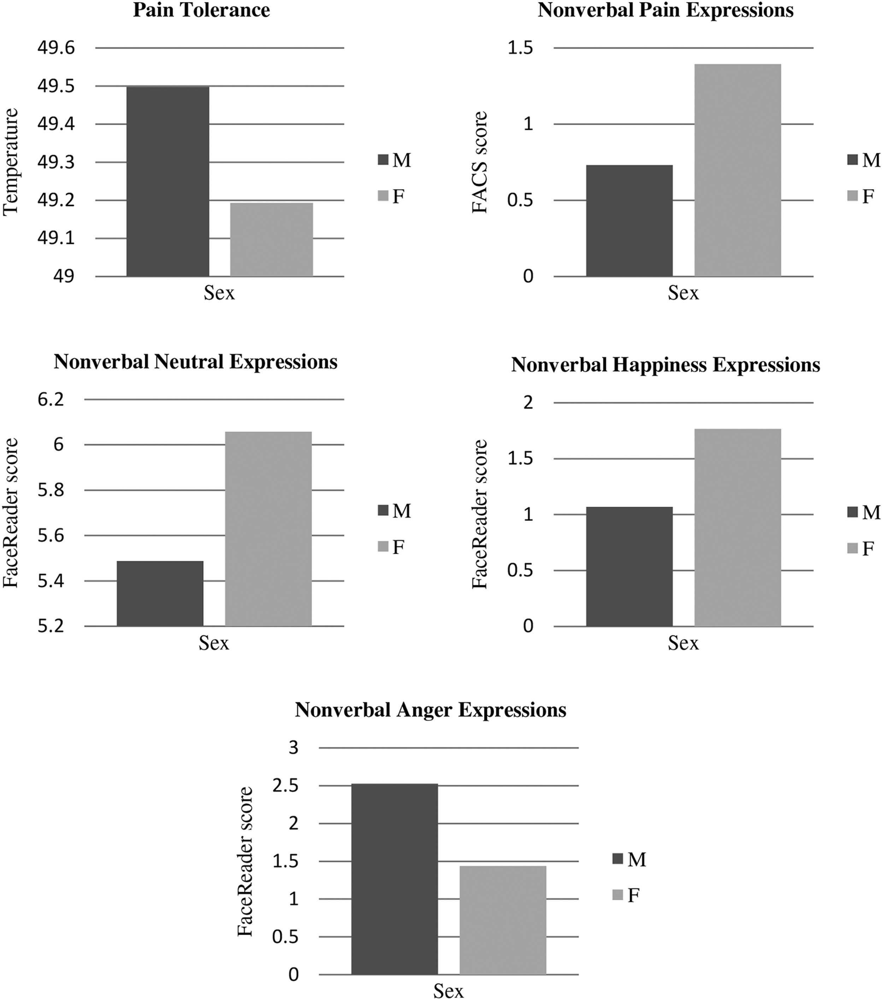 Pain Tolerance
49.6
49.5
49.4
49.3
49.2
49.1
49
Temperature
Sex
M
F
Nonverbal Pain Expressions
1.5
1
0.5
0
FACS score
Sex
M
F
Nonverbal Neutral Expressions
6.2
6
5.8
5.6
5.4
5.2
FaceReader score
Sex
M
F
Nonverbal Happiness Expressions
2
1.5
1
0.5
0
FaceReader score
Sex
M
F
Nonverbal Anger Expressions
3
2.5
2
1.5
1
0.5
0
FaceReader score
Sex
M
F